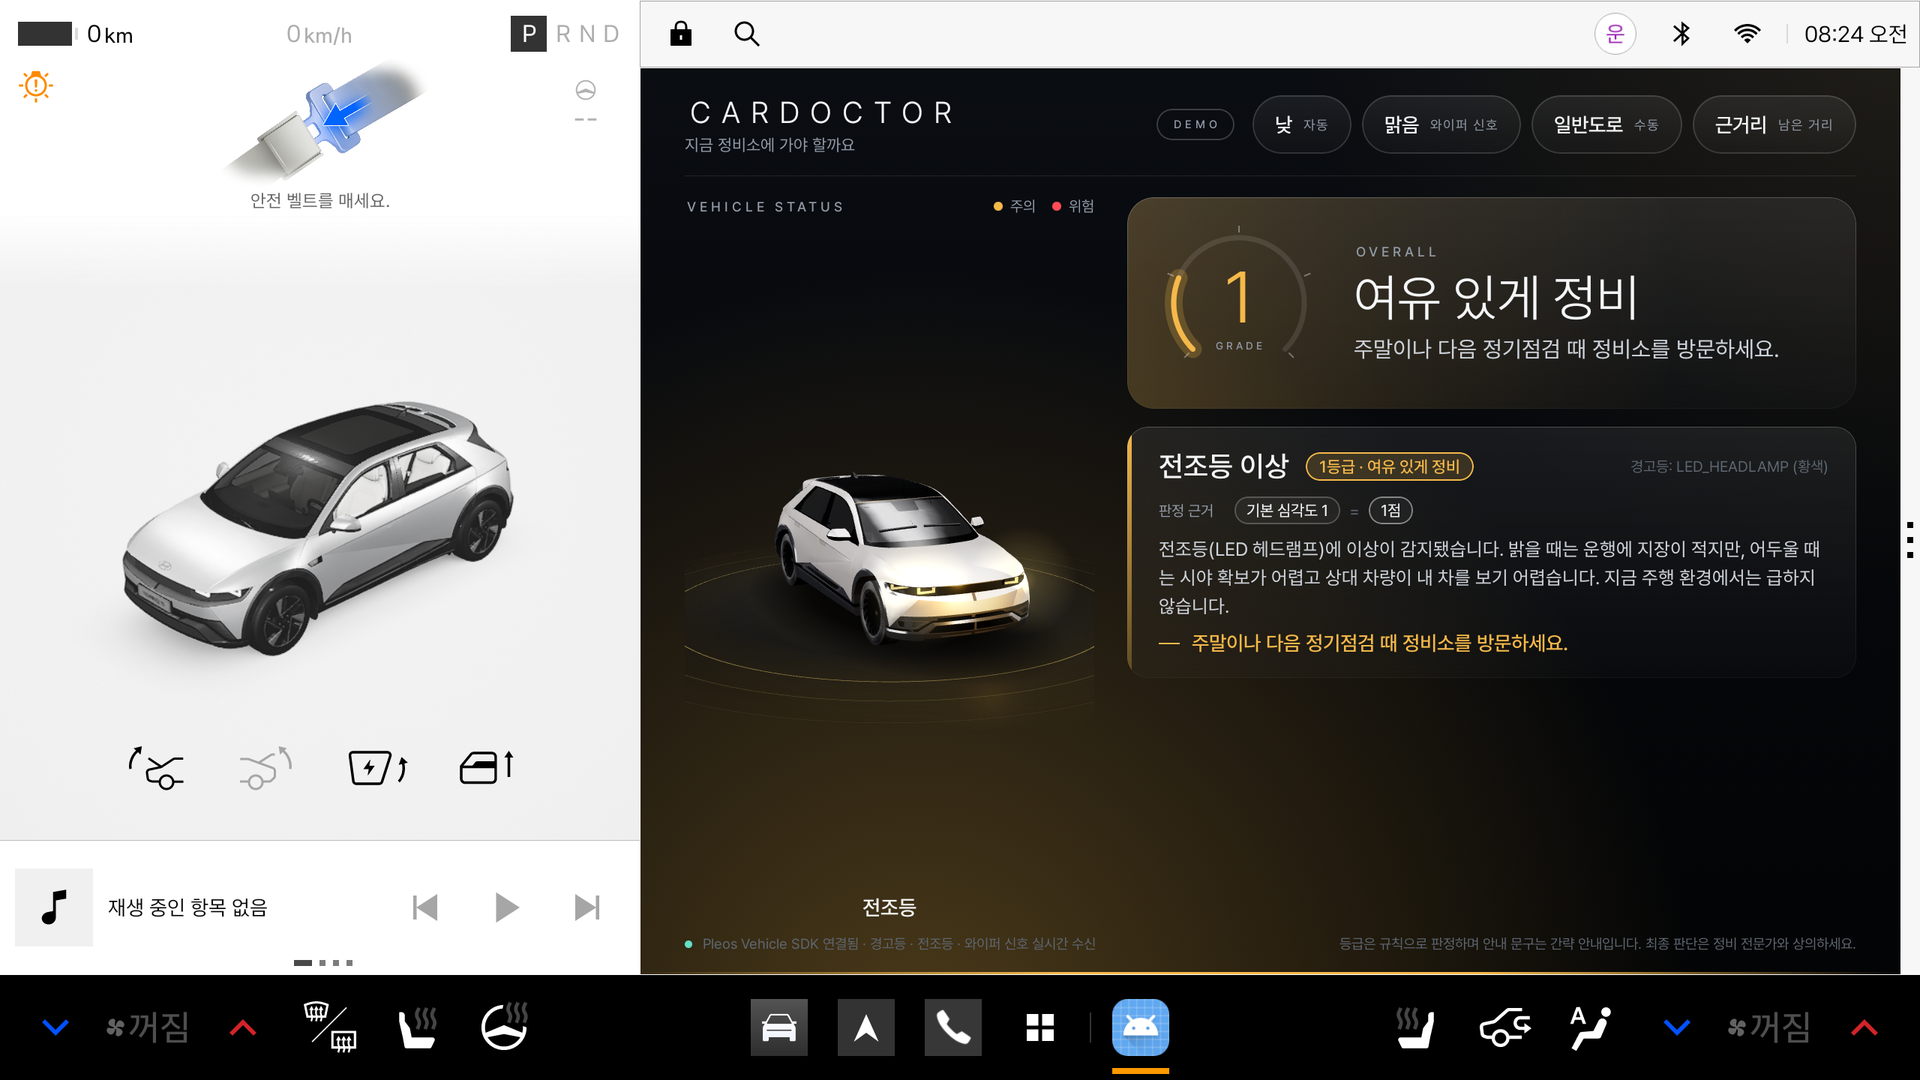 0 km
0 km/h
P R N D
운
08:24 오전
안전 벨트를 매세요.
--
재생 중인 항목 없음
CARDOCTOR
지금 정비소에 가야 할까요
DEMO
낮 자동
맑음 와이퍼 신호
일반도로 수동
근거리 남은 거리
VEHICLE STATUS
주의
위험
1
GRADE
OVERALL
여유 있게 정비
주말이나 다음 정기점검 때 정비소를 방문하세요.
전조등 이상
1등급 · 여유 있게 정비
경고등: LED_HEADLAMP (황색)
판정 근거 기본 심각도 1 = 1점
전조등(LED 헤드램프)에 이상이 감지됐습니다. 밝을 때는 운행에 지장이 적지만, 어두울 때
는 시야 확보가 어렵고 상대 차량이 내 차를 보기 어렵습니다. 지금 주행 환경에서는 급하지
않습니다.
— 주말이나 다음 정기점검 때 정비소를 방문하세요.
전조등
Pleos Vehicle SDK 연결됨 · 경고등 · 전조등 · 와이퍼 신호 실시간 수신
등급은 규칙으로 판정하며 안내 문구는 간략 안내입니다. 최종 판단은 정비 전문가와 상의하세요.
꺼짐
A
꺼짐